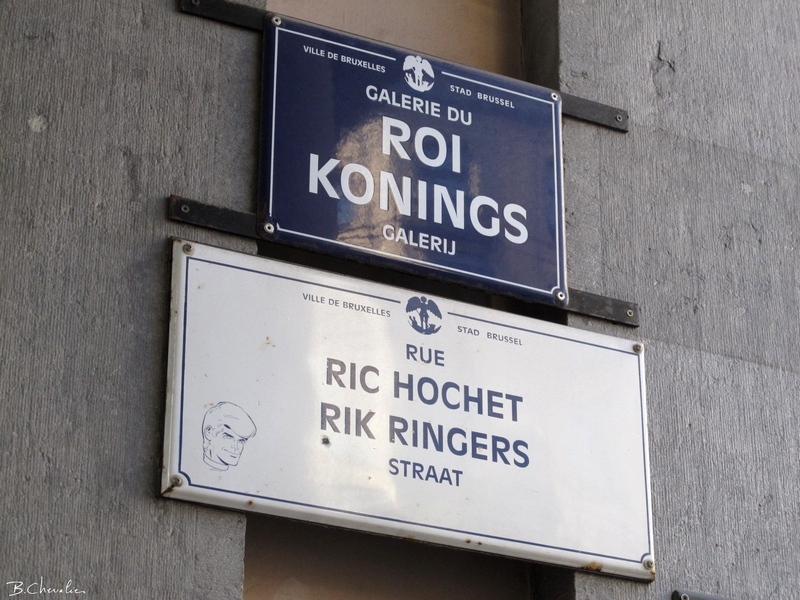 VILLE DE BRUXELLES STAD BRUSSEL
GALERIE DU
ROI
KONINGS
GALERIJ
VILLE DE BRUXELLES STAD BRUSSEL
RUE
RIC HOCHET
RIK RINGERS
STRAAT
B. Chevalier